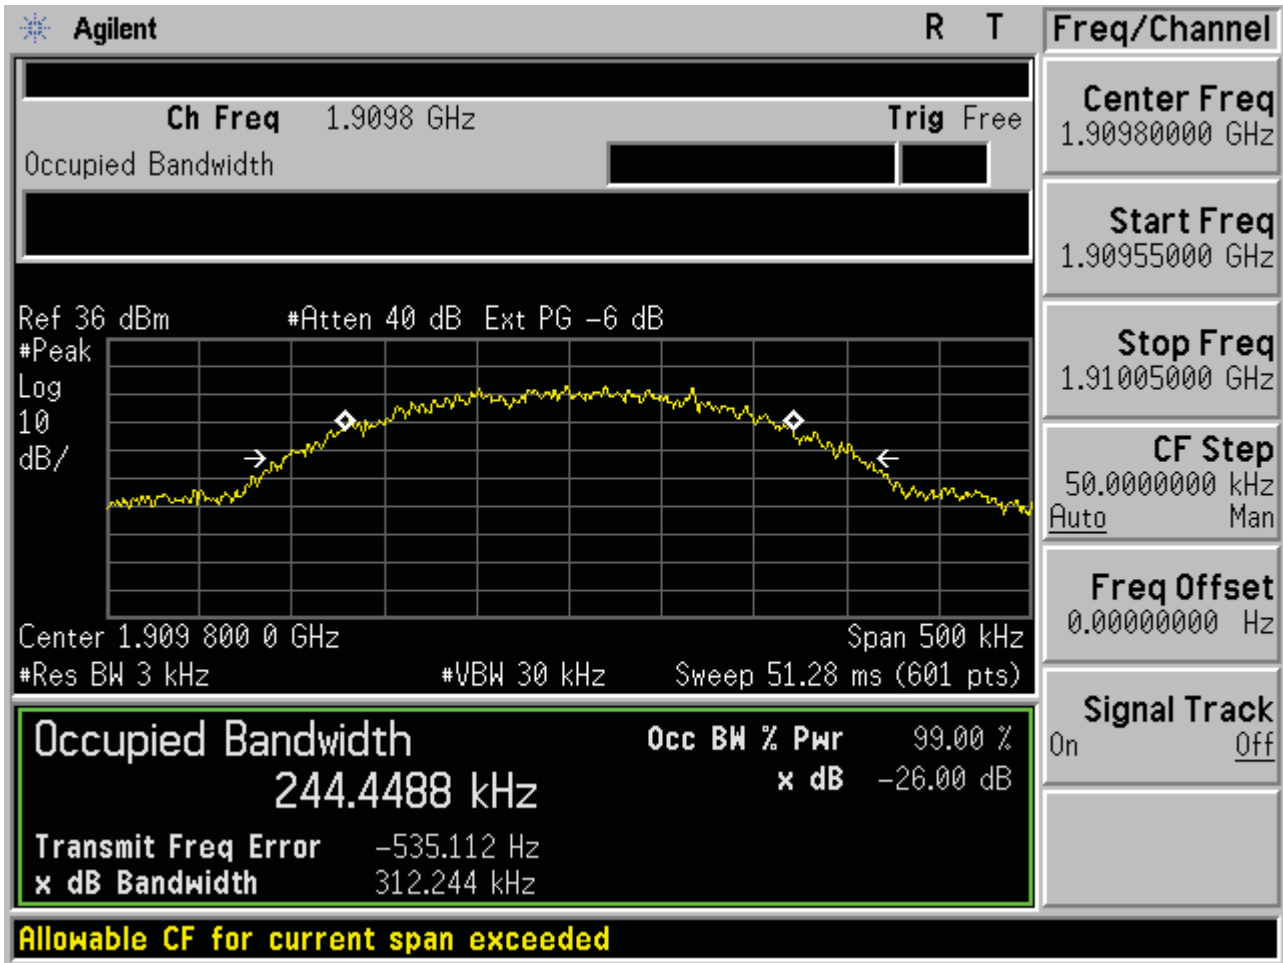 Agilent R T Freq/Channel
Ch Freq 1.9098 GHz Trig Free
Occupied Bandwidth
Center Freq
1.90980000 GHz
Start Freq
1.90955000 GHz
Stop Freq
1.91005000 GHz
CF Step
50.0000000 kHz
Auto Man
Freq Offset
0.00000000 Hz
Signal Track
On Off
Ref 36 dBm #Atten 40 dB Ext PG -6 dB
#Peak
Log
10
dB/
Center 1.909 800 0 GHz Span 500 kHz
#Res BW 3 kHz #VBW 30 kHz Sweep 51.28 ms (601 pts)
Occupied Bandwidth Occ BW % Pwr 99.00 %
244.4488 kHz x dB -26.00 dB
Transmit Freq Error -535.112 Hz
x dB Bandwidth 312.244 kHz
Allowable CF for current span exceeded